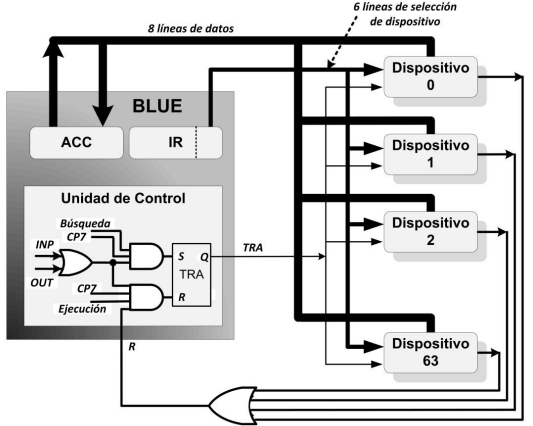 6 líneas de selección
de dispositivo
8 líneas de datos
Dispositivo
0
BLUE
ACC
IR
Dispositivo
1
Unidad de Control
Búsqueda
CP7
INP
OUT
S
Q
TRA
R
TRA
CP7
Ejecución
Dispositivo
2
R
Dispositivo
63